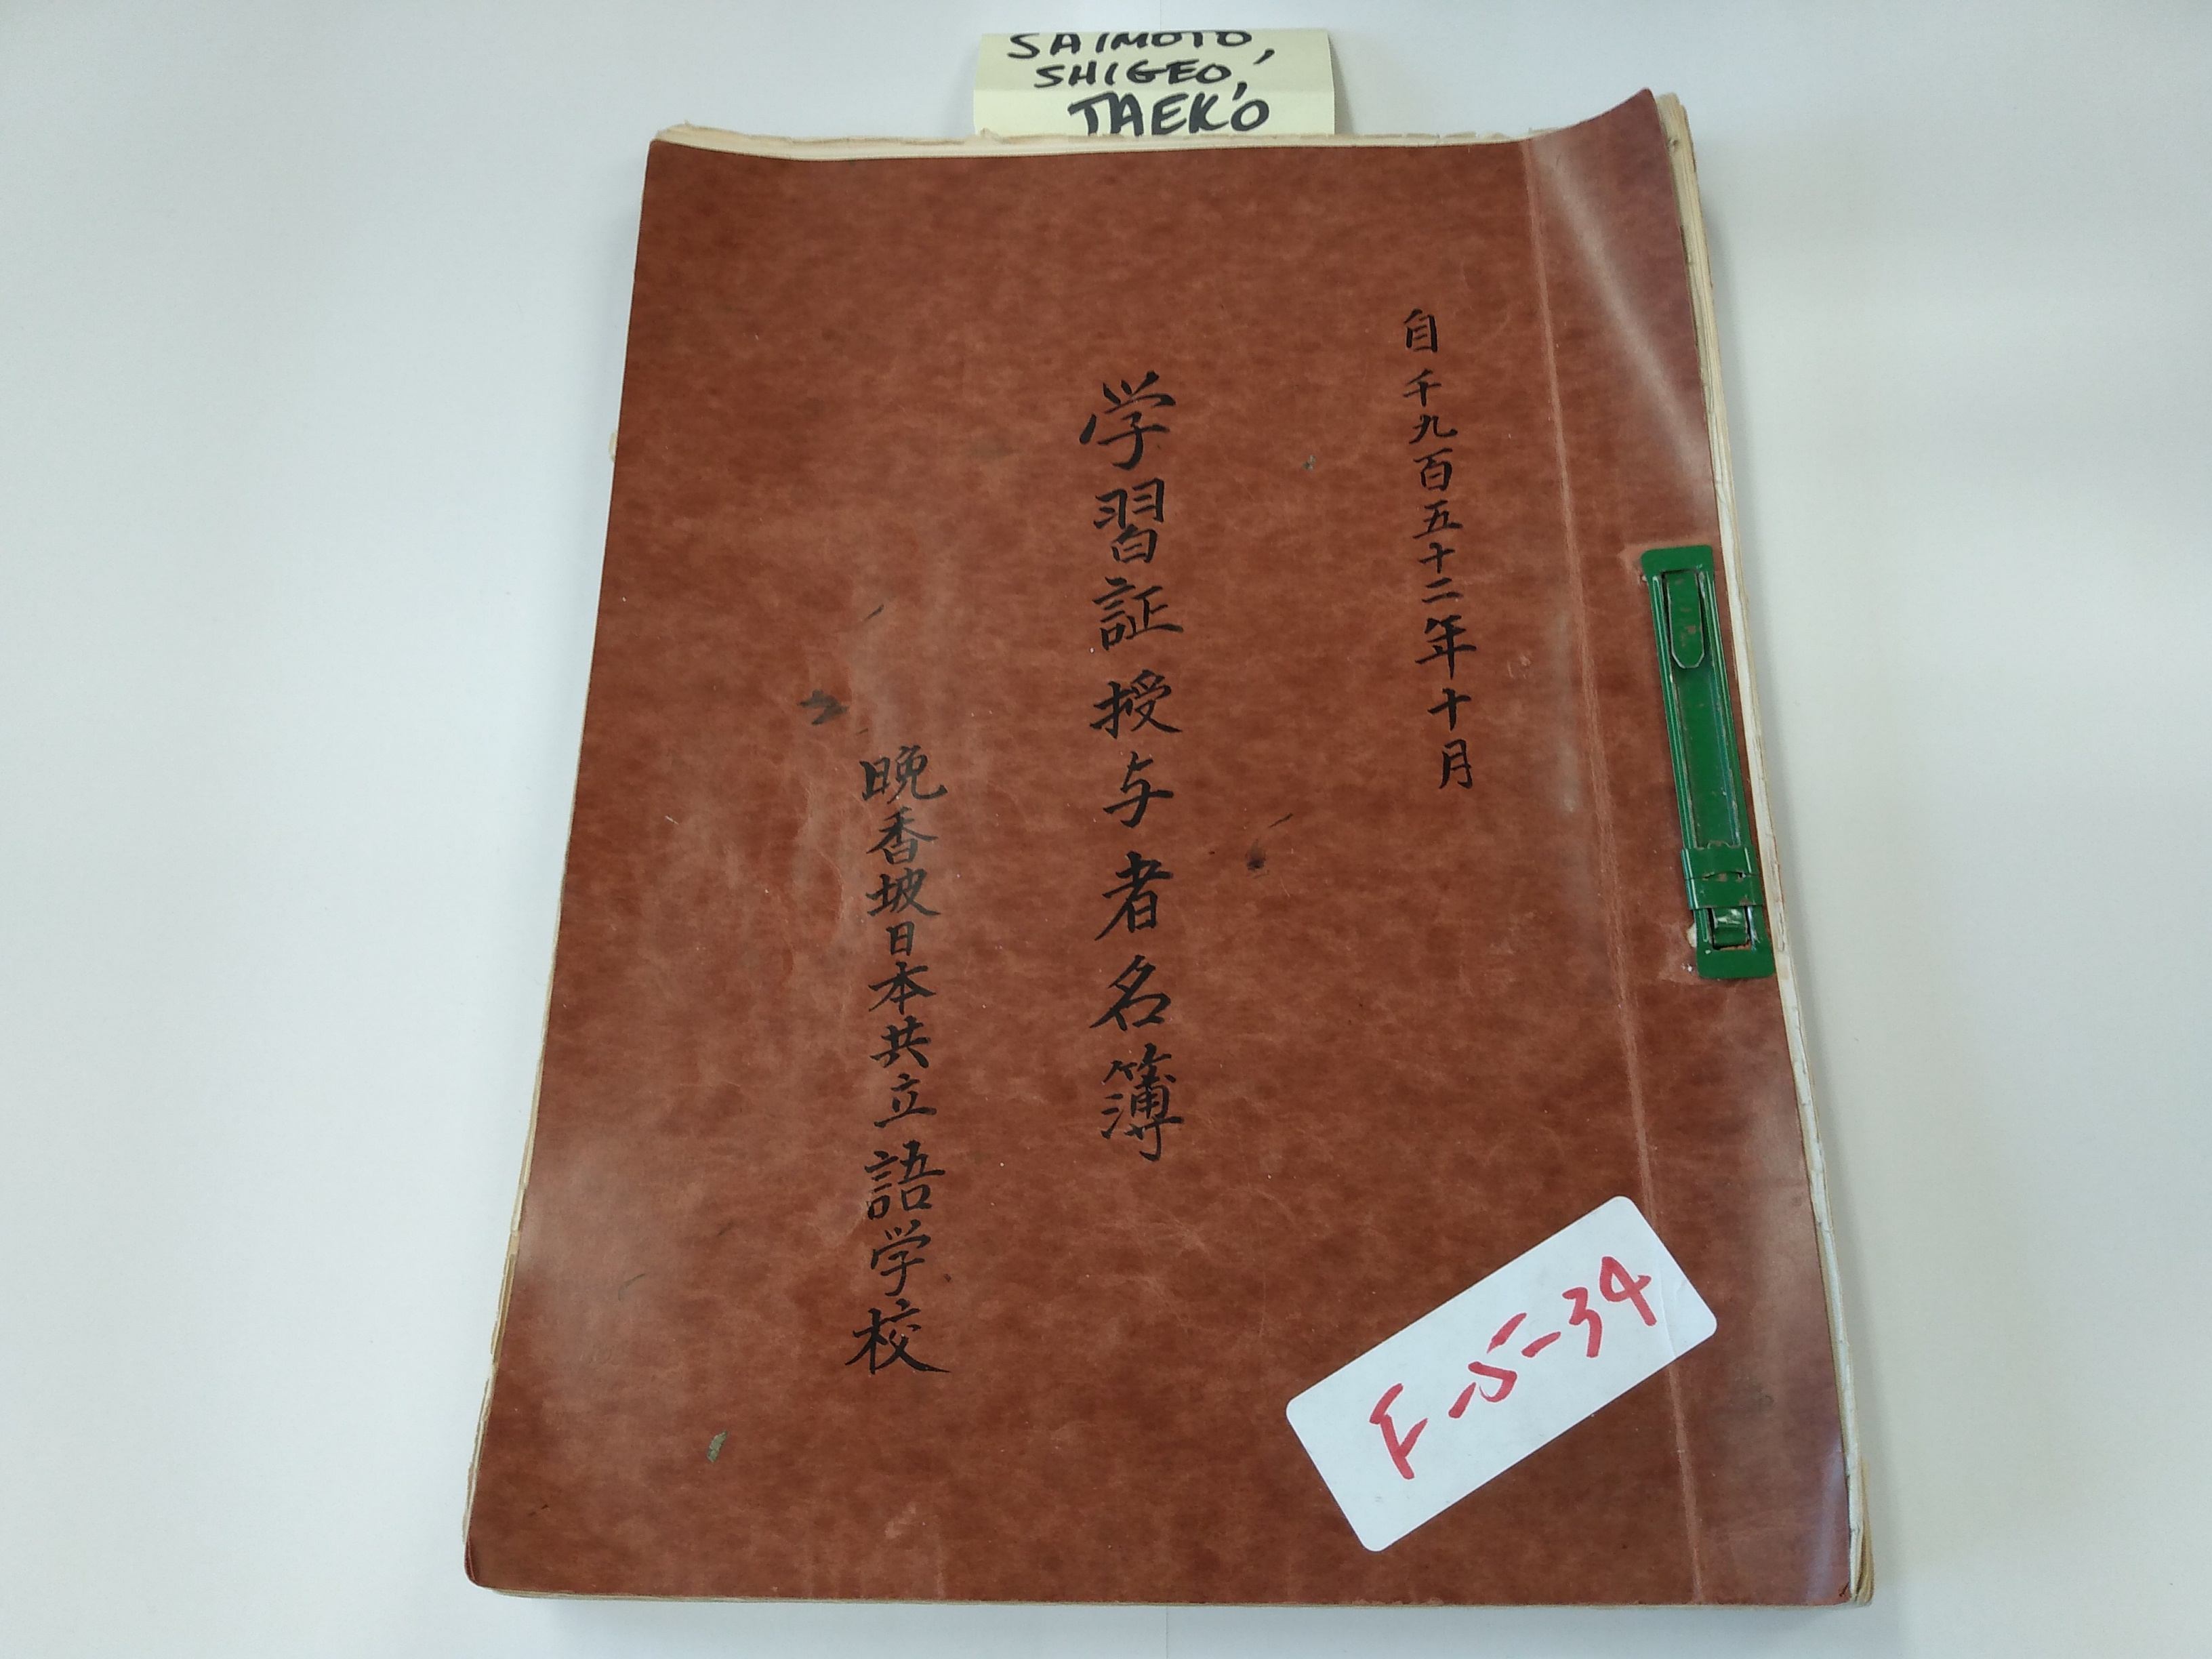 SAIMOTO,
SHIGEO,
TAEKO
自 千九百五十二年十月
学習証授与者名簿
晩香坡日本共立語学校
F-5-34